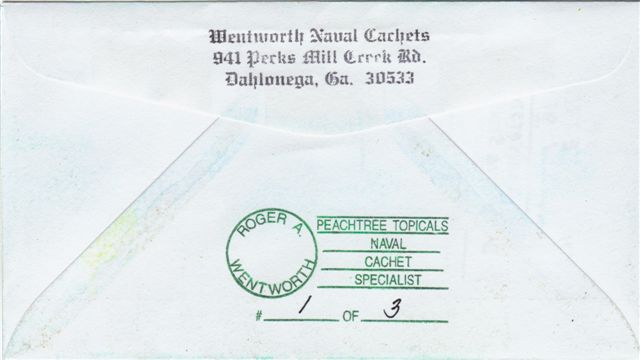 Wentworth Naval Cachets
941 Pecks Mill Creek Rd.
Dahlonega, Ga. 30533
ROGER A.
WENTWORTH
PEACHTREE TOPICALS
NAVAL
CACHET
SPECIALIST
# 1 OF 3